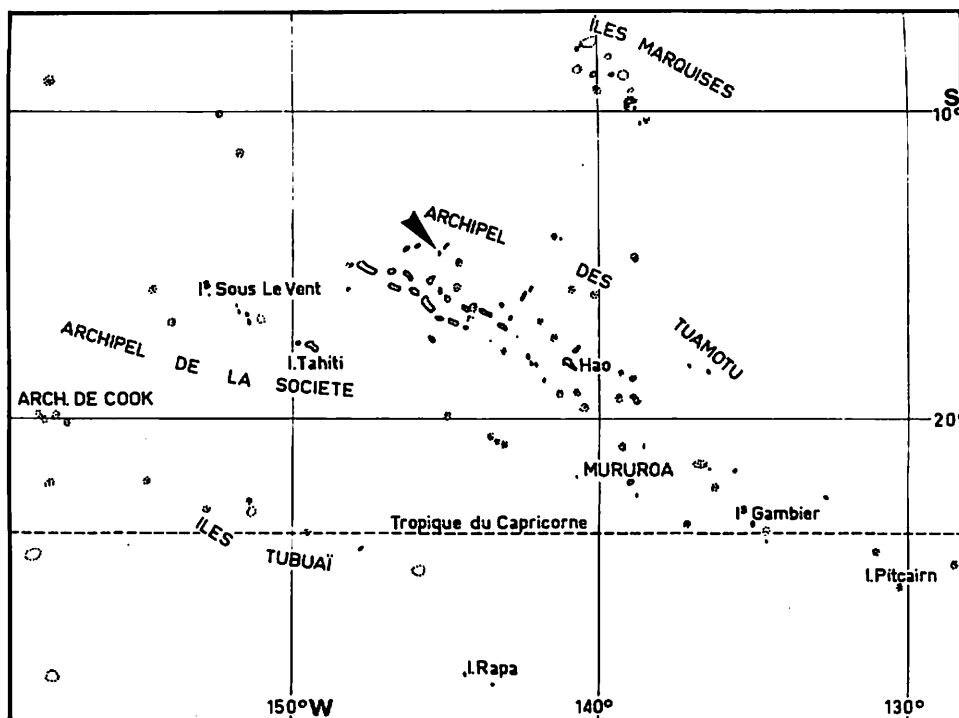 ÎLES MARQUISES
S
10°
ARCHIPEL DES TUAMOTU
Iˢ. Sous Le Vent
I.Tahiti
ARCHIPEL DE LA SOCIETE
Hao
ARCH. DE COOK
20°
MURUROA
Iˢ Gambier
Tropique du Capricorne
ILES TUBUAÏ
I.Pitcairn
I.Rapa
150°W
140°
130°